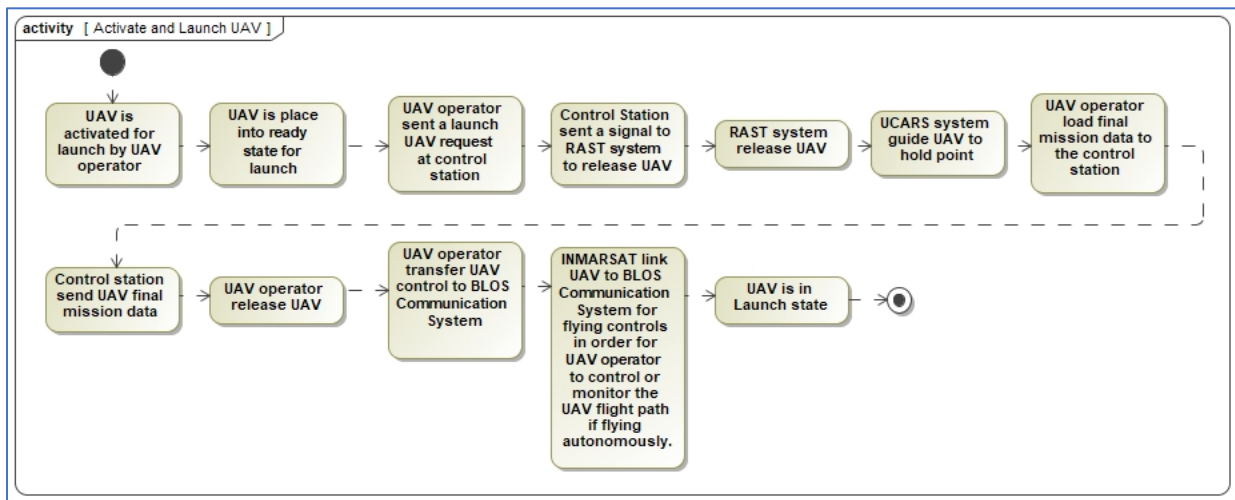 activity [ Activate and Launch UAV ]
UAV is
activated for
launch by UAV
operator
UAV is place
into ready
state for
launch
UAV operator
sent a launch
UAV request
at control
station
Control Station
sent a signal to
RAST system
to release UAV
RAST system
release UAV
UCARS system
guide UAV to
hold point
UAV operator
load final
mission data to
the control
station
Control station
send UAV final
mission data
UAV operator
release UAV
UAV operator
transfer UAV
control to BLOS
Communication
System
INMARSAT link
UAV to BLOS
Communication
System for
flying controls
in order for
UAV operator
to control or
monitor the
UAV flight path
if flying
autonomously.
UAV is in
Launch state